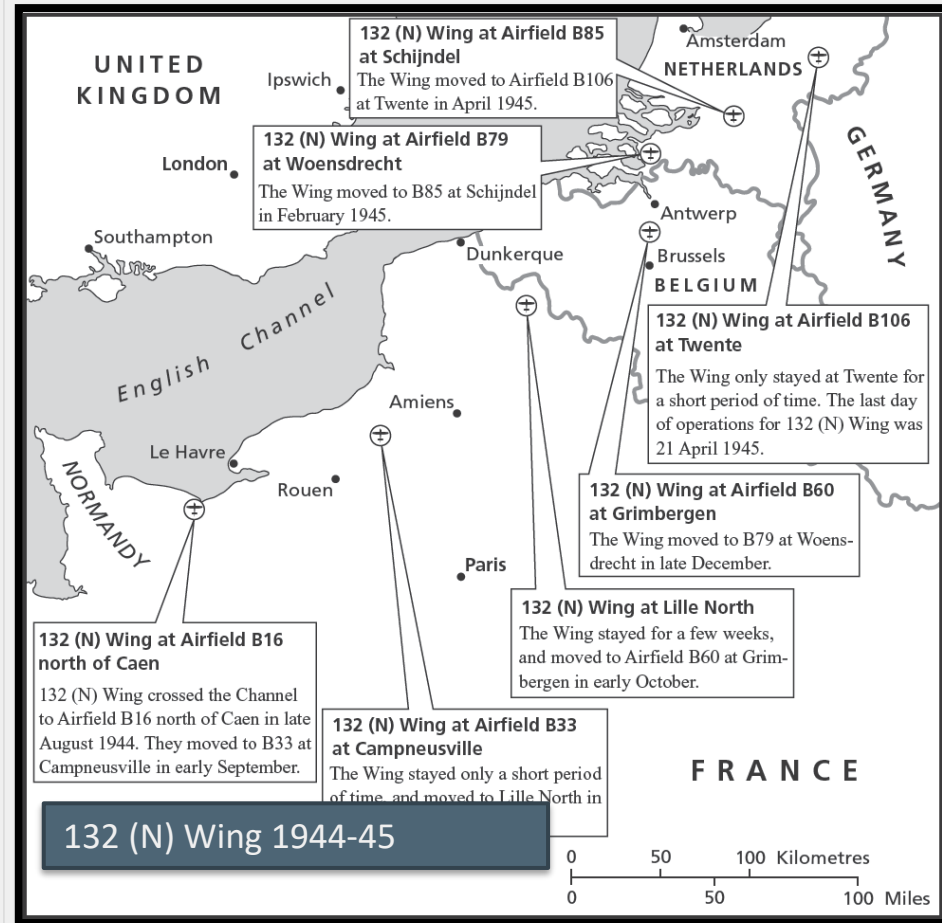 132 (N) Wing at Airfield B85
at Schijndel
The Wing moved to Airfield B106
at Twente in April 1945.
Amsterdam
NETHERLANDS
UNITED
KINGDOM
Ipswich
132 (N) Wing at Airfield B79
at Woensdrecht
The Wing moved to B85 at Schijndel
in February 1945.
London
GERMANY
Southampton
Antwerp
Dunkerque
Brussels
BELGIUM
English Channel
132 (N) Wing at Airfield B106
at Twente
The Wing only stayed at Twente for
a short period of time. The last day
of operations for 132 (N) Wing was
21 April 1945.
Amiens
Le Havre
Rouen
NORMANDY
132 (N) Wing at Airfield B60
at Grimbergen
The Wing moved to B79 at Woens-
drecht in late December.
Paris
132 (N) Wing at Lille North
The Wing stayed for a few weeks,
and moved to Airfield B60 at Grim-
bergen in early October.
132 (N) Wing at Airfield B16
north of Caen
132 (N) Wing crossed the Channel
to Airfield B16 north of Caen in late
August 1944. They moved to B33 at
Campneusville in early September.
132 (N) Wing at Airfield B33
at Campneusville
The Wing stayed only a short period
of time, and moved to Lille North in
FRANCE
132 (N) Wing 1944-45
0 50 100 Kilometres
0 50 100 Miles